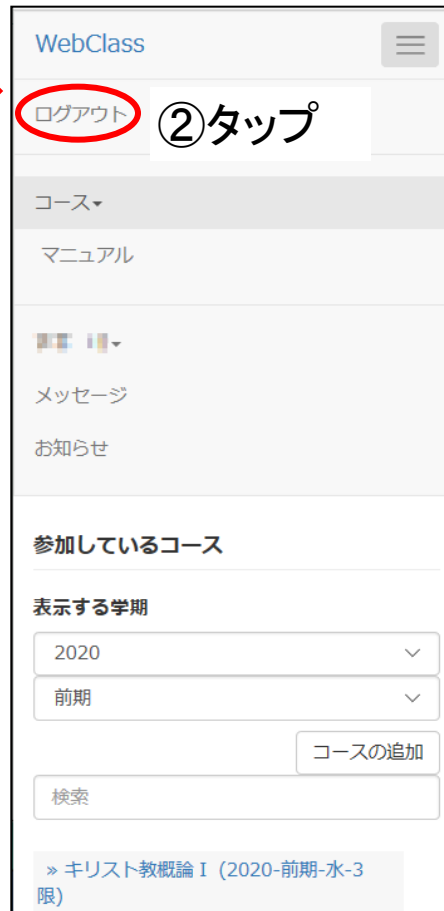 WebClass
ログアウト
②タップ
コース
マニュアル
メッセージ
お知らせ
参加しているコース
表示する学期
2020
前期
コースの追加
検索
» キリスト教概論Ⅰ (2020-前期-水-3
限)